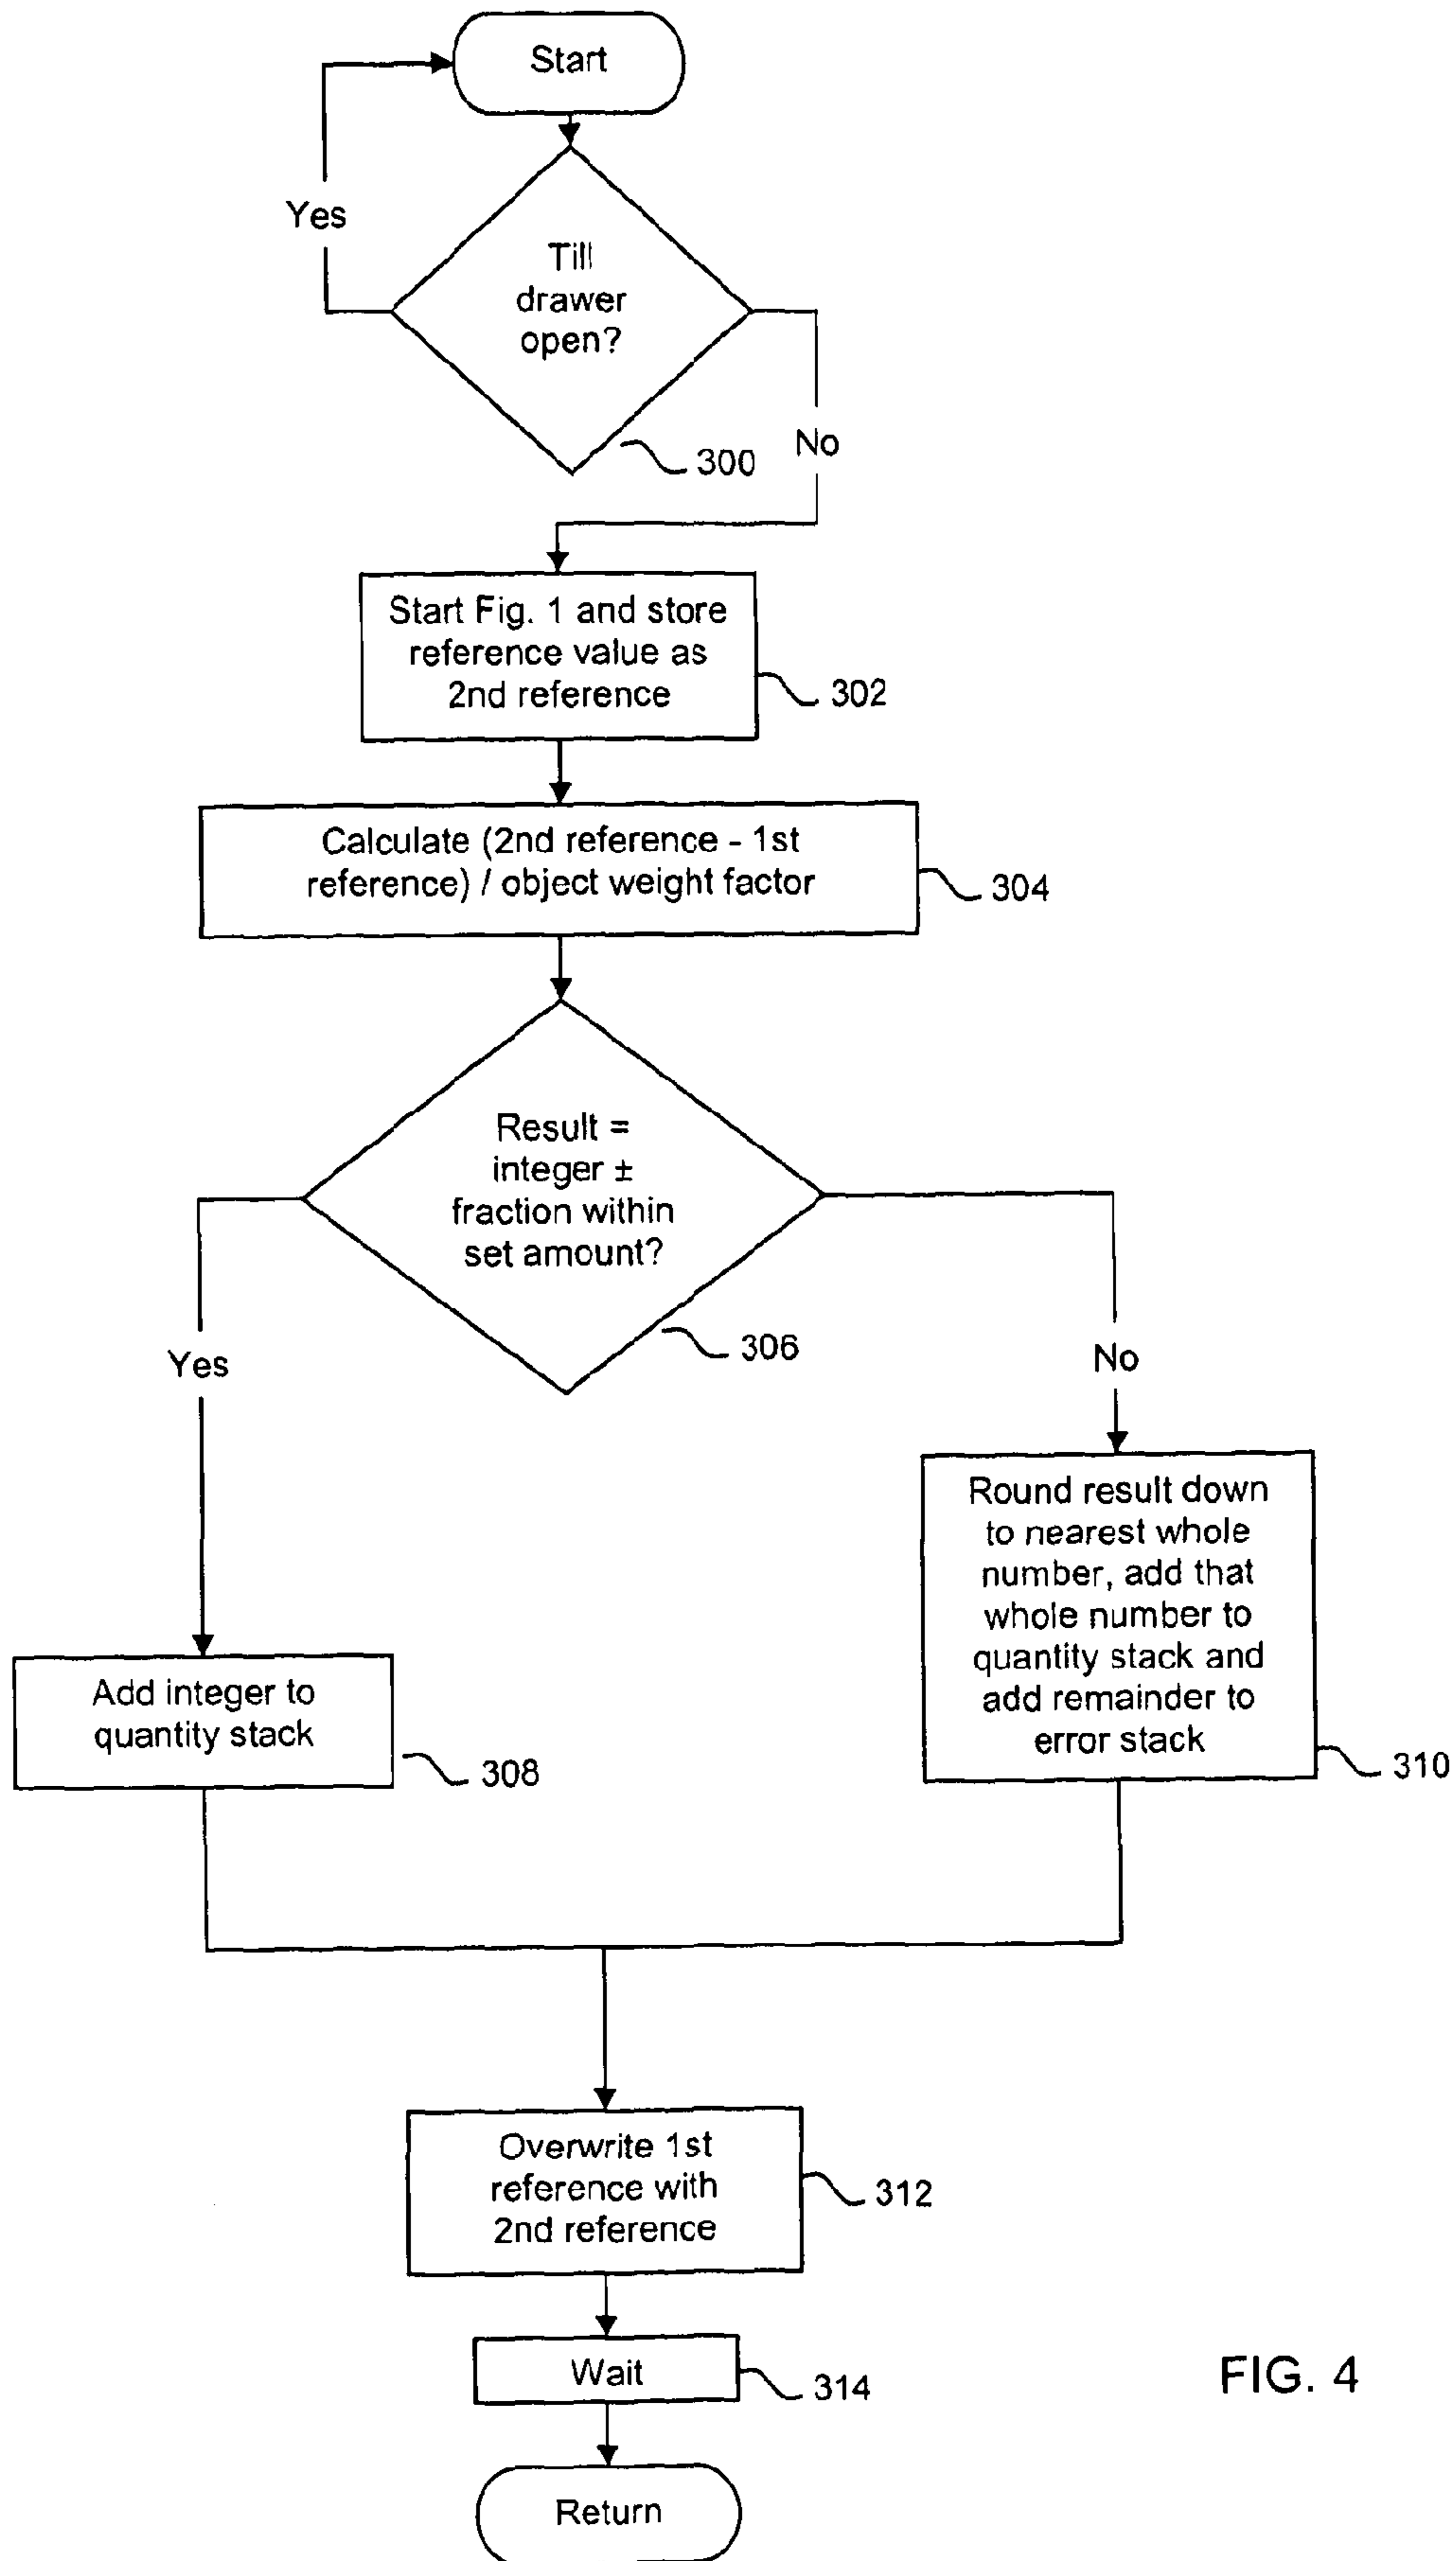 Start
Yes
Till
drawer
open?
No
300
Start Fig. 1 and store
reference value as
2nd reference
302
Calculate (2nd reference - 1st
reference) / object weight factor
304
Result =
integer ±
fraction within
set amount?
306
Yes
No
Round result down
to nearest whole
number, add that
whole number to
quantity stack and
add remainder to
error stack
310
Add integer to
quantity stack
308
Overwrite 1st
reference with
2nd reference
312
Wait
314
FIG. 4
Return